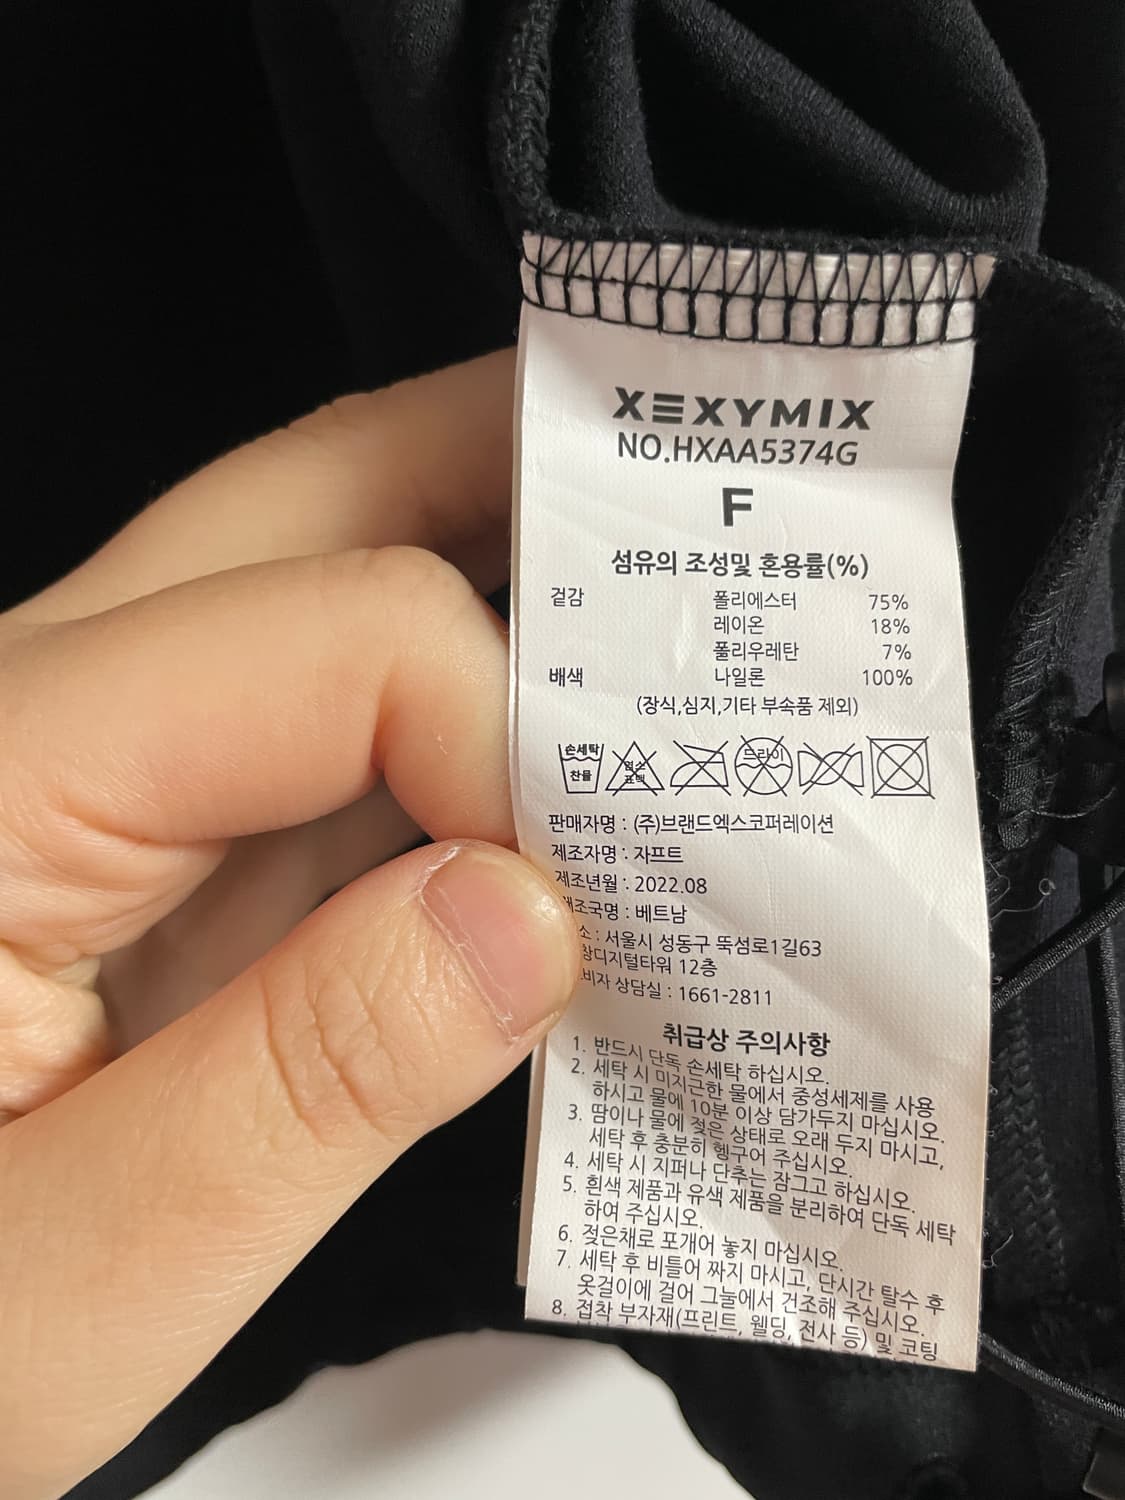 XEXYMIX
NO.HXAA5374G
F
섬유의 조성및 혼용률(%)
겉감 폴리에스터 75%
레이온 18%
폴리우레탄 7%
배색 나일론 100%
(장식,심지,기타 부속품 제외)
손세탁 찬물 염소 표백 드라이
판매자명 : (주)브랜드엑스코퍼레이션
제조자명 : 자프트
제조년월 : 2022.08
제조국명 : 베트남
소 : 서울시 성동구 뚝섬로1길63
창디지털타워 12층
비자 상담실 : 1661-2811
취급상 주의사항
1. 반드시 단독 손세탁 하십시오.
2. 세탁 시 미지근한 물에서 중성세제를 사용
하시고 물에 10분 이상 담가두지 마십시오.
3. 땀이나 물에 젖은 상태로 오래 두지 마시고,
세탁 후 충분히 헹구어 주십시오.
4. 세탁 시 지퍼나 단추는 잠그고 하십시오.
5. 흰색 제품과 유색 제품을 분리하여 단독 세탁
하여 주십시오.
6. 젖은채로 포개어 놓지 마십시오.
7. 세탁 후 비틀어 짜지 마시고, 단시간 탈수 후
옷걸이에 걸어 그늘에서 건조해 주십시오.
8. 접착 부자재(프린트, 웰딩, 전사 등) 및 코팅